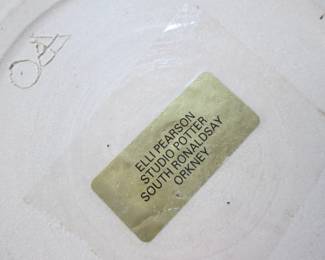 ELLI PEARSON
STUDIO POTTER
SOUTH RONALDSAY
ORKNEY